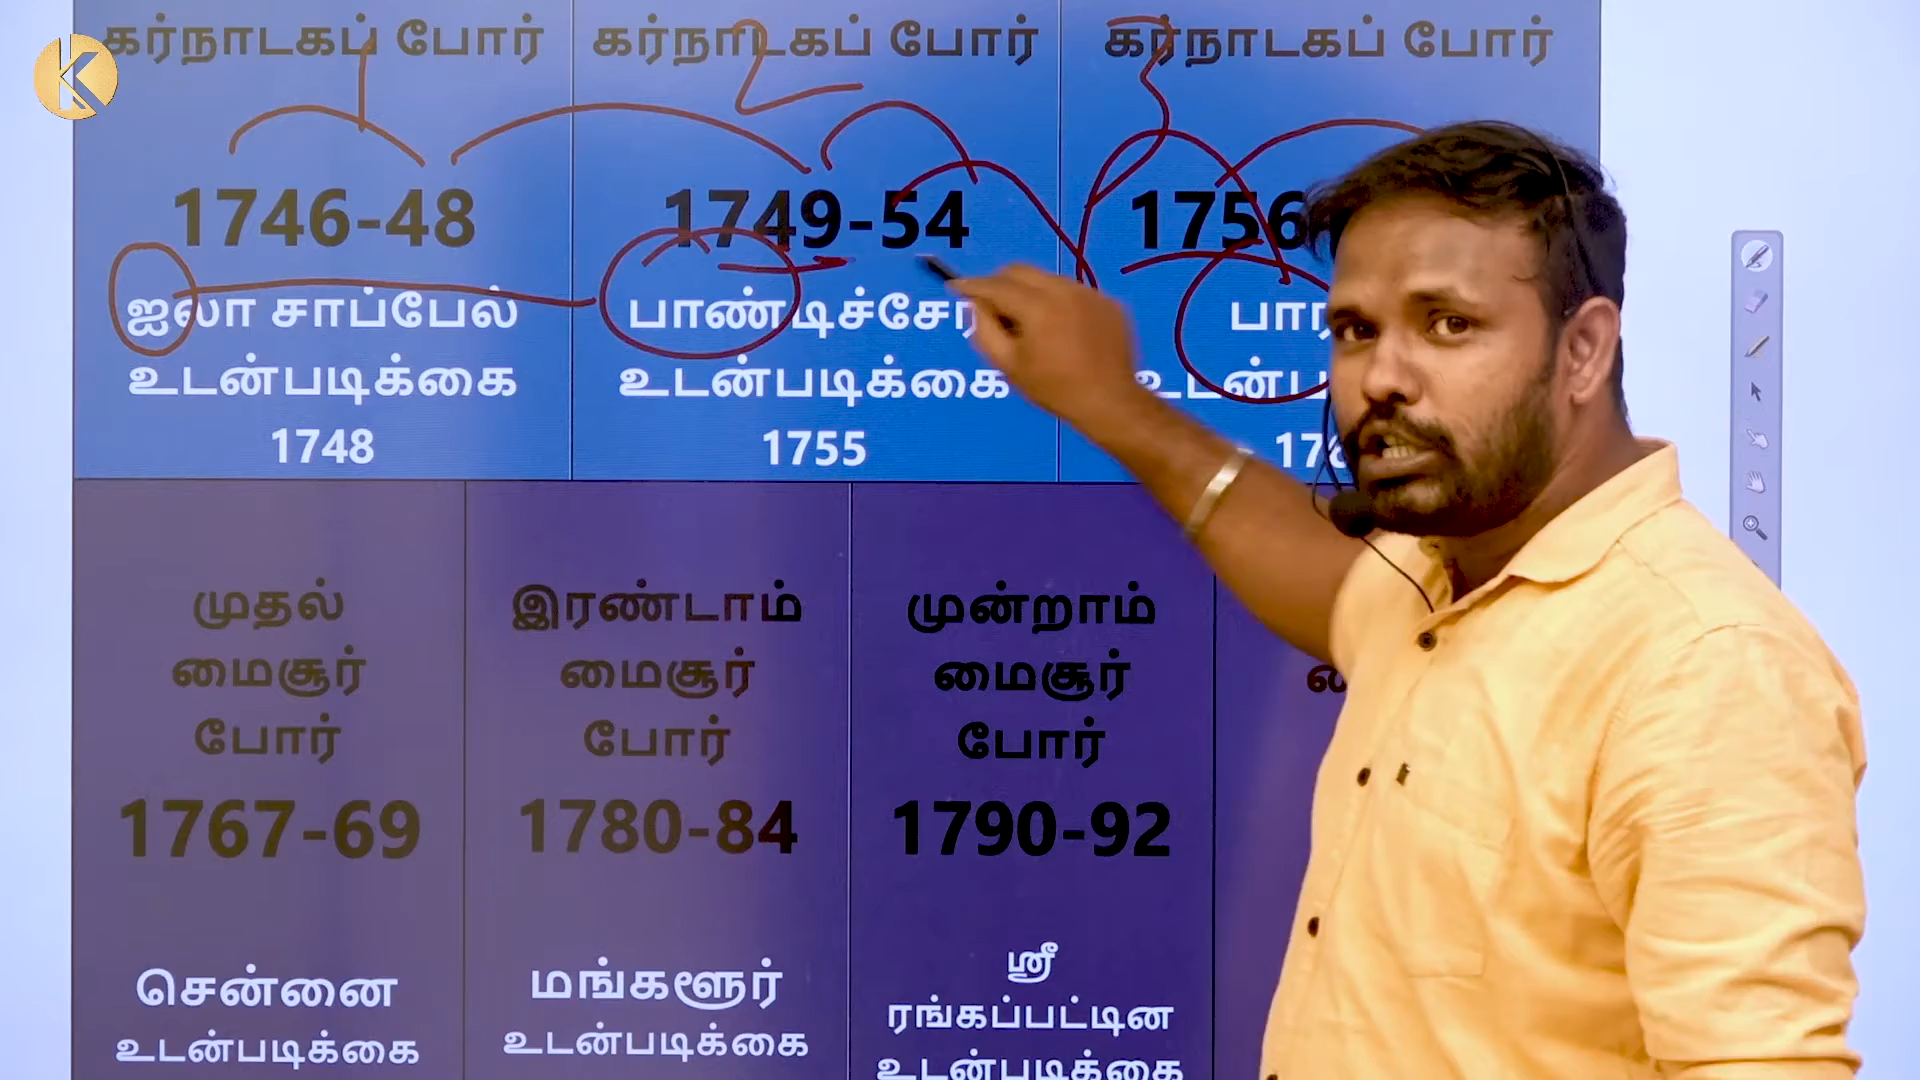 கர்நாடகப் போர்
கர்நாடகப் போர்
கர்நாடகப் போர்
1746-48
1749-54
1756
ஐலா சாப்பேல்
உடன்படிக்கை
1748
உடன்படிக்கை
1755
முதல்
மைசூர்
போர்
1767-69
சென்னை
உடன்படிக்கை
இரண்டாம்
மைசூர்
போர்
1780-84
மங்களூர்
உடன்படிக்கை
முன்றாம்
மைசூர்
போர்
1790-92
ஸ்ரீ
ரங்கப்பட்டின
உடன்படிக்கை